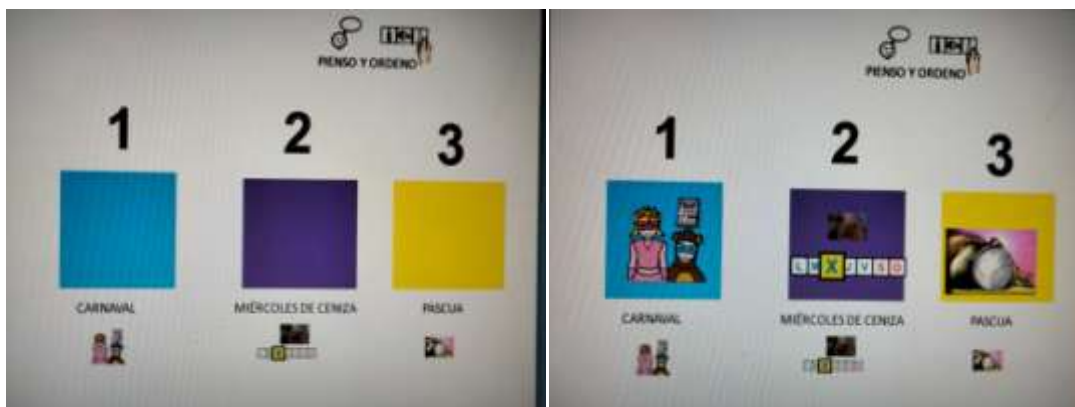 PIENSO Y ORDENO
1 2 3
CARNAVAL MIÉRCOLES DE CENIZA PASCUA
PIENSO Y ORDENO
1 2 3
L M X J V S D
CARNAVAL MIÉRCOLES DE CENIZA PASCUA